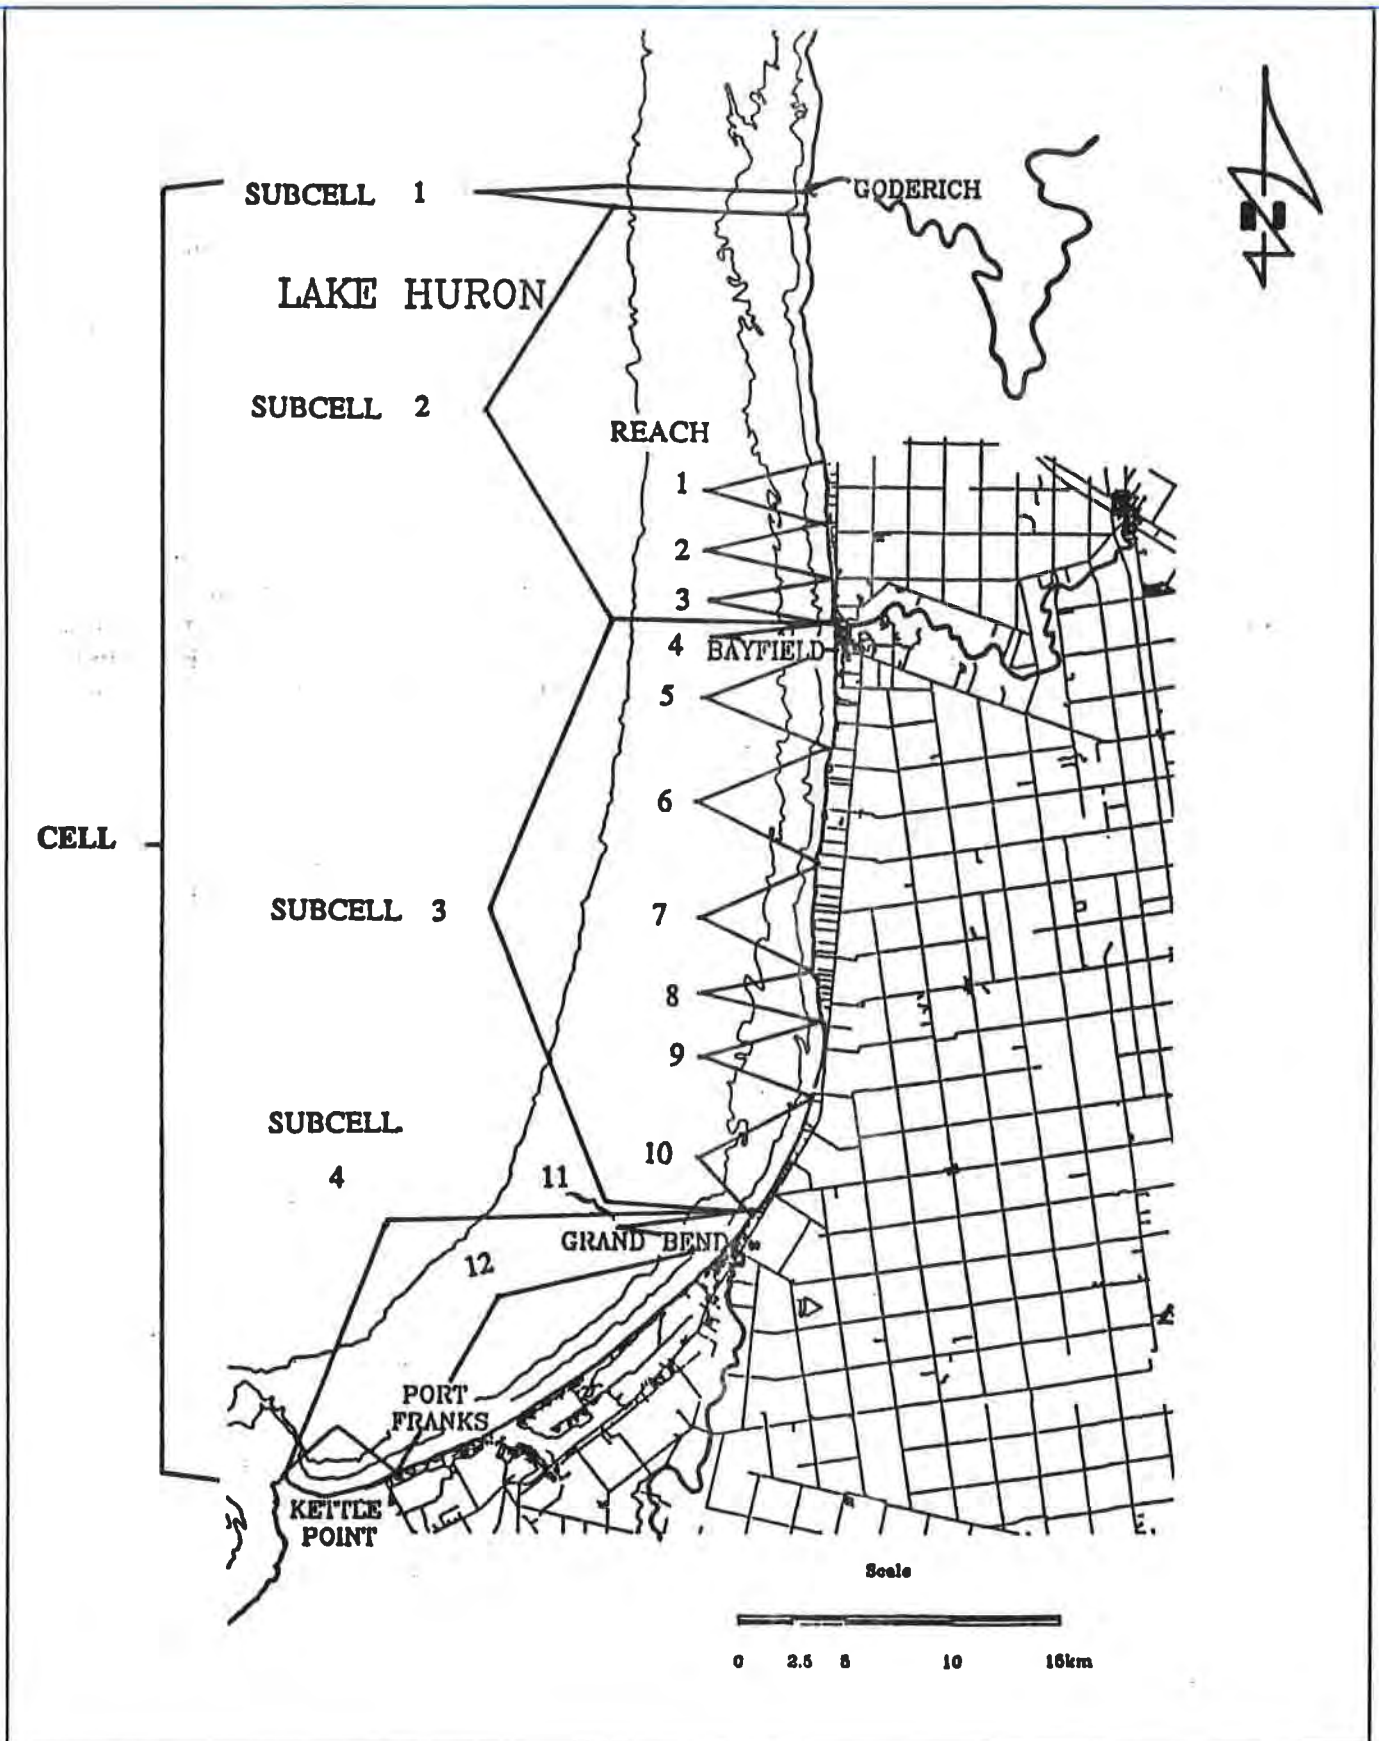 GODERICH
SUBCELL 1
LAKE HURON
SUBCELL 2
REACH
1
2
3
4
BAYFIELD
5
6
CELL
7
SUBCELL 3
8
9
SUBCELL
4
10
11
GRAND BEND
12
PORT
FRANKS
KETTLE
POINT
Scale
0 2.5 5 10 15km